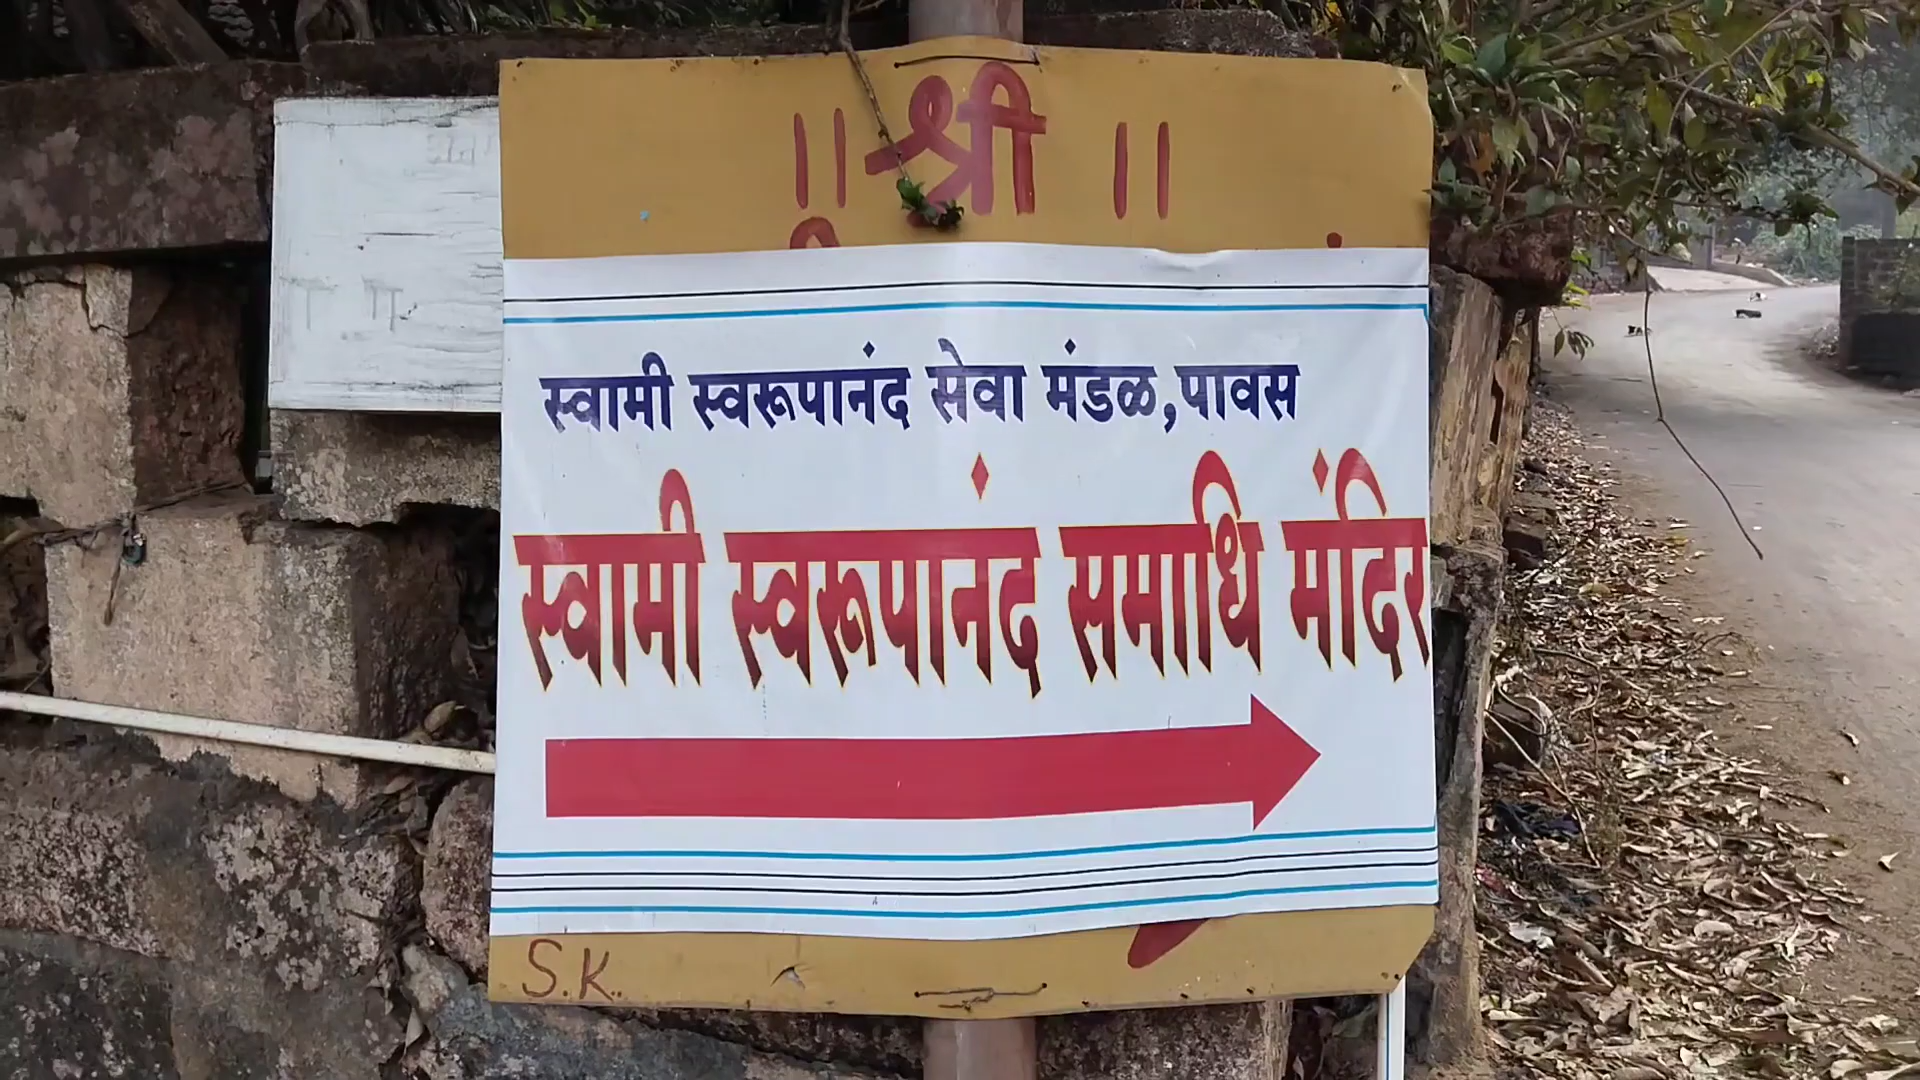 ॥ श्री ॥
स्वामी स्वरूपानंद सेवा मंडळ,पावस
स्वामी स्वरूपानंद समाधि मंदिर
S.K.